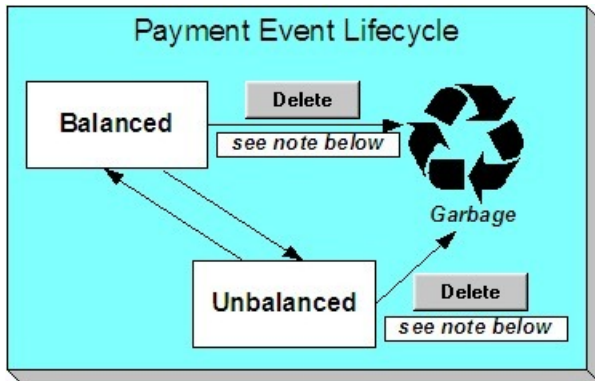 Payment Event Lifecycle
Delete
Balanced
see note below
Garbage
Unbalanced
Delete
see note below